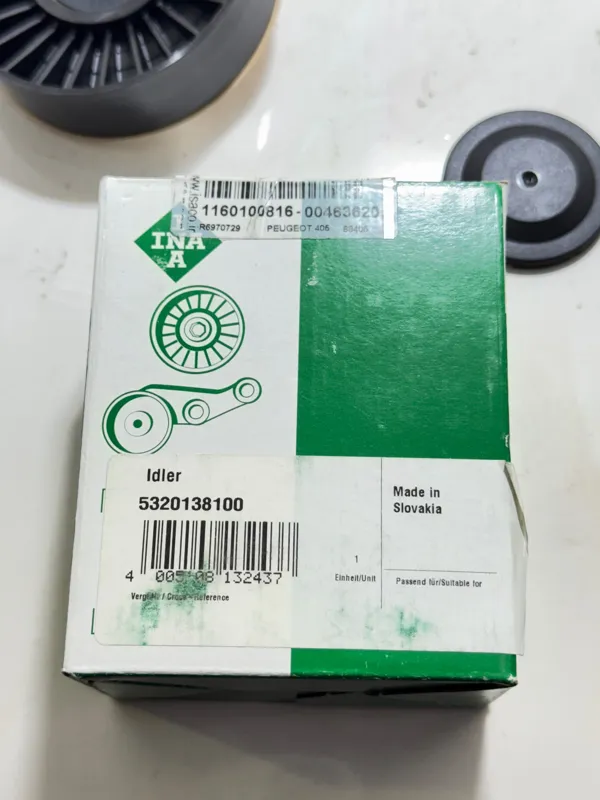 1160100816-00463620
R6970729 PEUGEOT 405
INA
A
Idler
5320138100
Made in
Slovakia
4 005108 132437
1
Einheit/Unit
Passend für/Suitable for
Reference